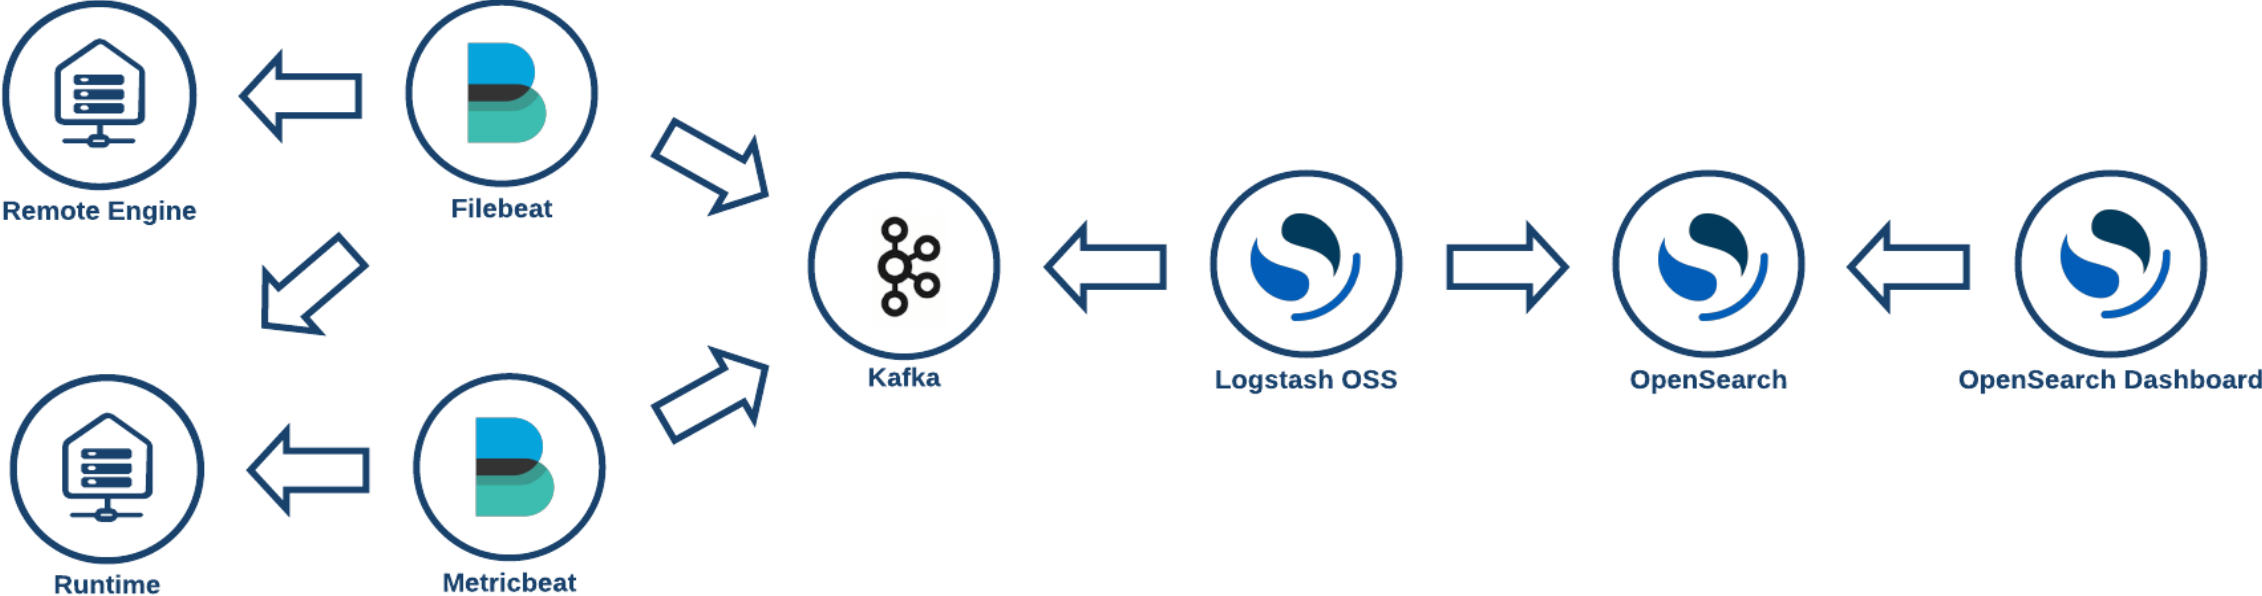 Remote Engine
Filebeat
Kafka
Logstash OSS
OpenSearch
OpenSearch Dashboard
Runtime
Metricbeat